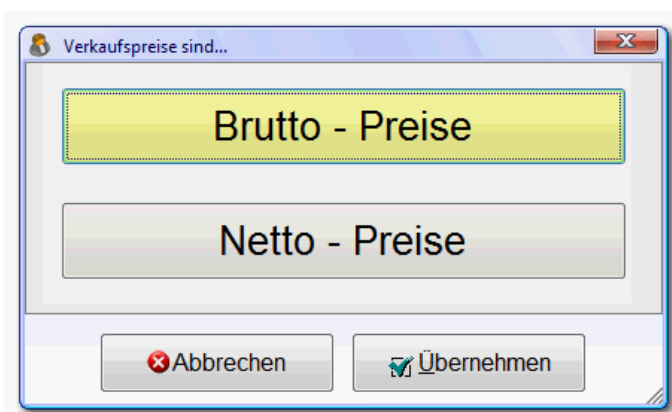 Verkaufspreise sind...
Brutto - Preise
Netto - Preise
Abbrechen
Übernehmen